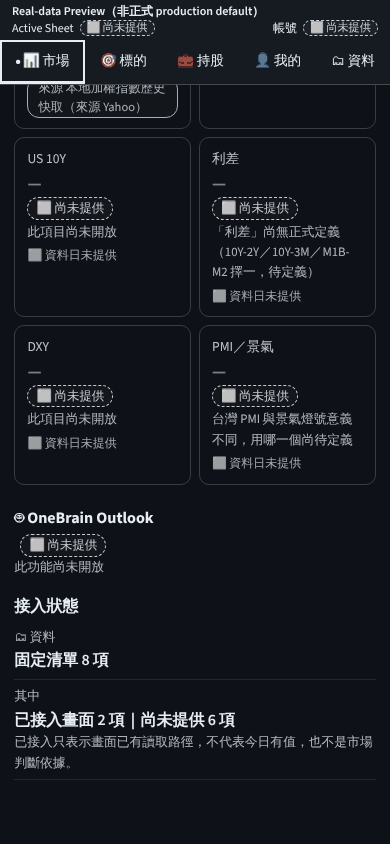 Real-data Preview（非正式 production default）
Active Sheet 尚未提供 帳號 尚未提供
市場 標的 持股 我的 資料
來源 本地加權指數歷史
快取（來源 Yahoo）
US 10Y
—
尚未提供
此項目尚未開放
資料日未提供
利差
—
尚未提供
「利差」尚無正式定義
（10Y-2Y／10Y-3M／M1B-
M2 擇一，待定義）
資料日未提供
DXY
—
尚未提供
此項目尚未開放
資料日未提供
PMI／景氣
—
尚未提供
台灣 PMI 與景氣燈號意義
不同，用哪一個尚待定義
資料日未提供
OneBrain Outlook
尚未提供
此功能尚未開放
接入狀態
資料
固定清單 8 項
其中
已接入畫面 2 項｜尚未提供 6 項
已接入只表示畫面已有讀取路徑，不代表今日有值，也不是市場
判斷依據。